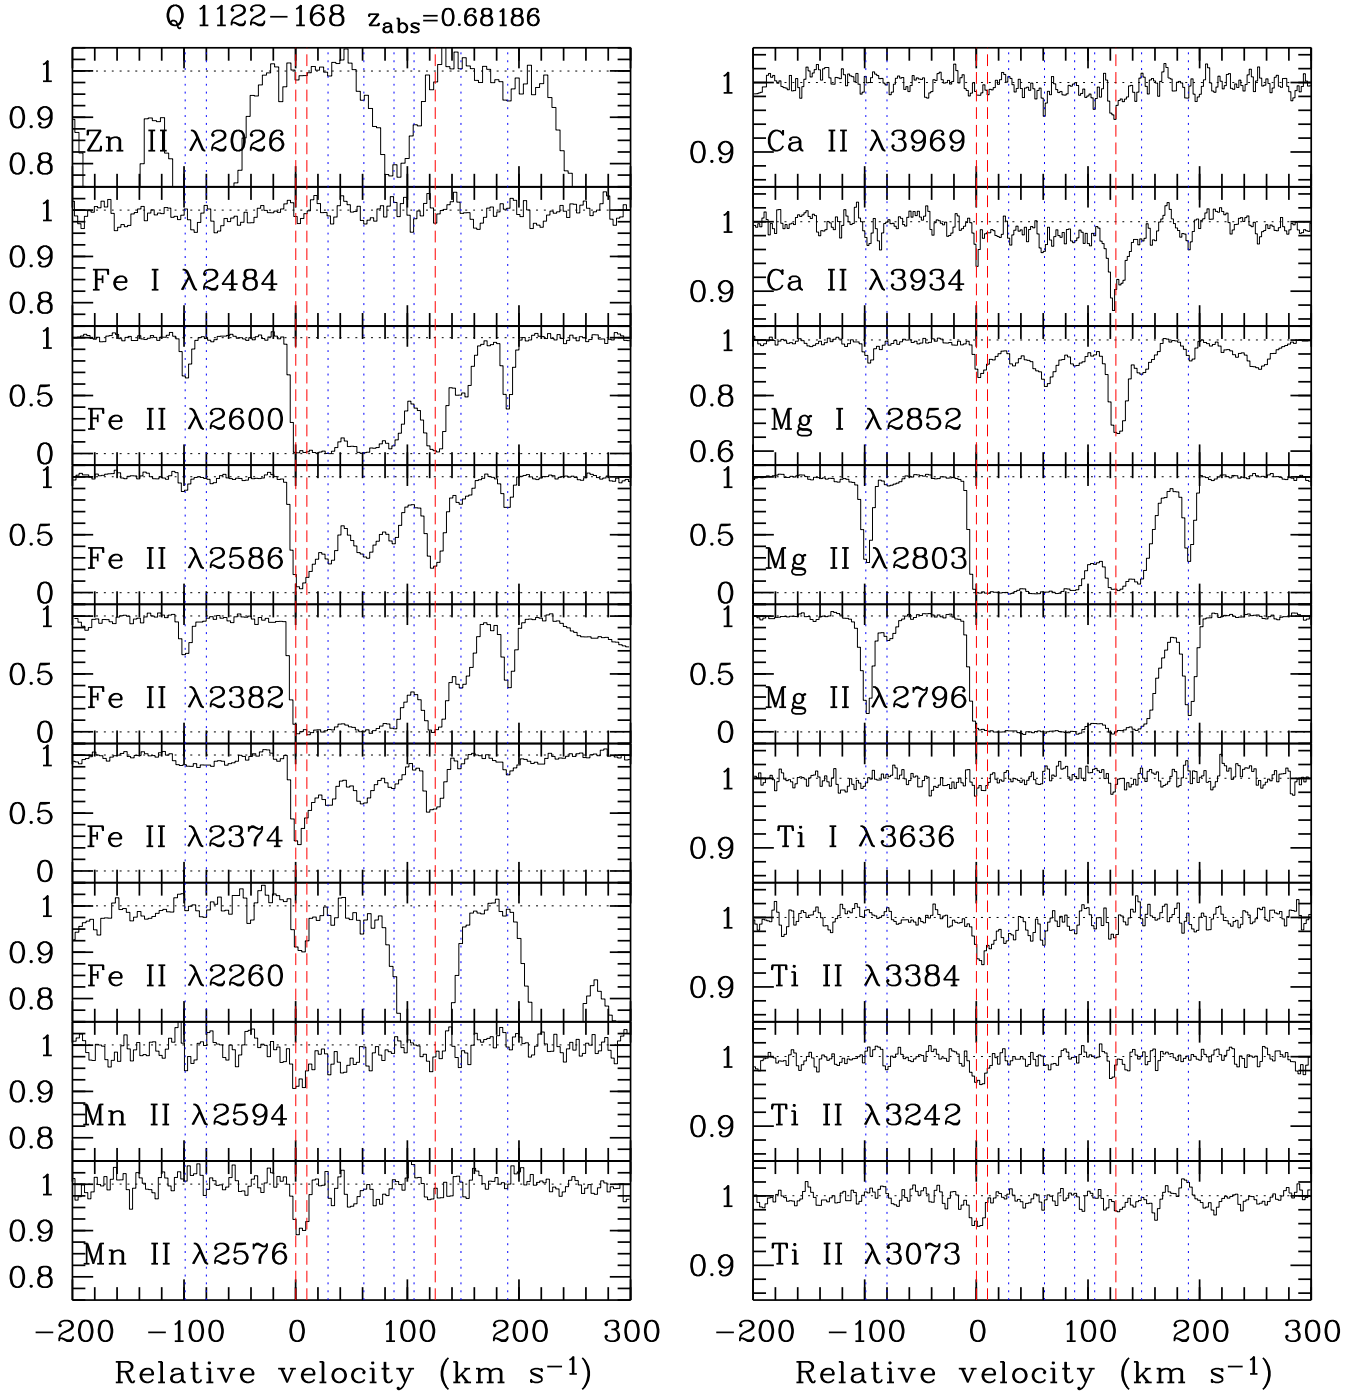 Q 1122−168 z_abs=0.68186
1
0.9
0.8
Zn II λ2026
1
0.9
0.8
Fe I λ2484
1
0.5
0
Fe II λ2600
1
0.5
0
Fe II λ2586
1
0.5
0
Fe II λ2382
1
0.5
0
Fe II λ2374
1
0.9
0.8
Fe II λ2260
1
0.9
0.8
Mn II λ2594
1
0.9
0.8
Mn II λ2576
−200 −100 0 100 200 300
Relative velocity (km s⁻¹)
1
0.9
Ca II λ3969
1
0.9
Ca II λ3934
1
0.8
0.6
Mg I λ2852
1
0.5
0
Mg II λ2803
1
0.5
0
Mg II λ2796
1
0.9
Ti I λ3636
1
0.9
Ti II λ3384
1
0.9
Ti II λ3242
1
0.9
Ti II λ3073
−200 −100 0 100 200 300
Relative velocity (km s⁻¹)